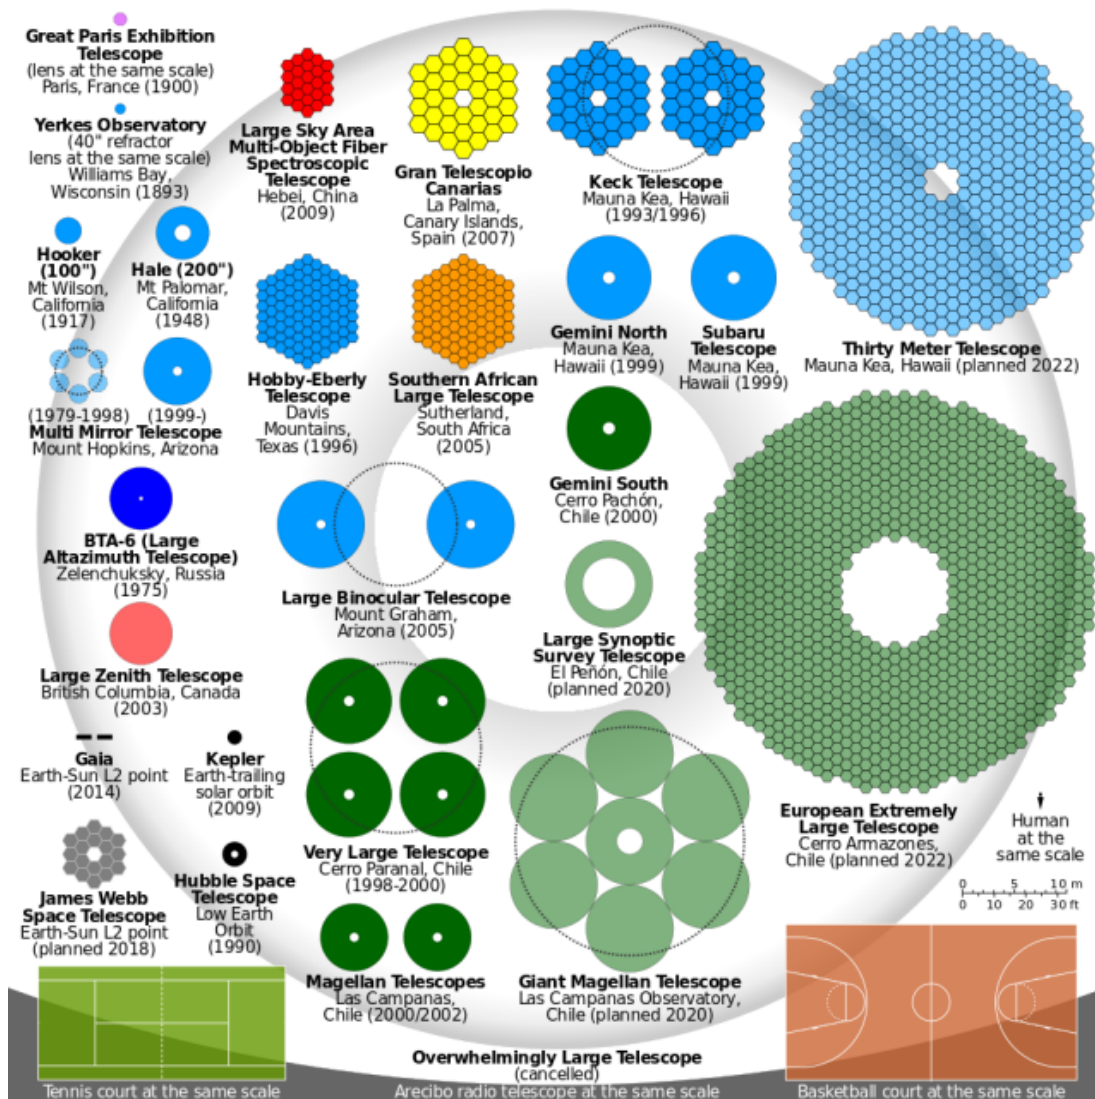 Great Paris Exhibition
Telescope
(lens at the same scale)
Paris, France (1900)
Yerkes Observatory
(40" refractor
lens at the same scale)
Williams Bay,
Wisconsin (1893)
Hooker
(100")
Mt Wilson,
California
(1917)
Hale (200")
Mt Palomar,
California
(1948)
(1979-1998)
(1999-)
Multi Mirror Telescope
Mount Hopkins, Arizona
BTA-6 (Large
Altazimuth Telescope)
Zelenchuksky, Russia
(1975)
Large Zenith Telescope
British Columbia, Canada
(2003)
Gaia
Earth-Sun L2 point
(2014)
Kepler
Earth-trailing
solar orbit
(2009)
James Webb
Space Telescope
Earth-Sun L2 point
(planned 2018)
Hubble Space
Telescope
Low Earth
Orbit
(1990)
Large Sky Area
Multi-Object Fiber
Spectroscopic
Telescope
Hebei, China
(2009)
Gran Telescopio
Canarias
La Palma,
Canary Islands,
Spain (2007)
Keck Telescope
Mauna Kea, Hawaii
(1993/1996)
Hobby-Eberly
Telescope
Davis
Mountains,
Texas (1996)
Southern African
Large Telescope
Sutherland,
South Africa
(2005)
Gemini North
Mauna Kea,
Hawaii (1999)
Subaru
Telescope
Mauna Kea,
Hawaii (1999)
Thirty Meter Telescope
Mauna Kea, Hawaii (planned 2022)
Gemini South
Cerro Pachón,
Chile (2000)
Large Binocular Telescope
Mount Graham,
Arizona (2005)
Large Synoptic
Survey Telescope
El Peñón, Chile
(planned 2020)
Very Large Telescope
Cerro Paranal, Chile
(1998-2000)
Magellan Telescopes
Las Campanas,
Chile (2000/2002)
Giant Magellan Telescope
Las Campanas Observatory,
Chile (planned 2020)
European Extremely
Large Telescope
Cerro Armazones,
Chile (planned 2022)
Human
at the
same scale
0 5 10 m
0 10 20 30 ft
Overwhelmingly Large Telescope
(cancelled)
Tennis court at the same scale
Arecibo radio telescope at the same scale
Basketball court at the same scale